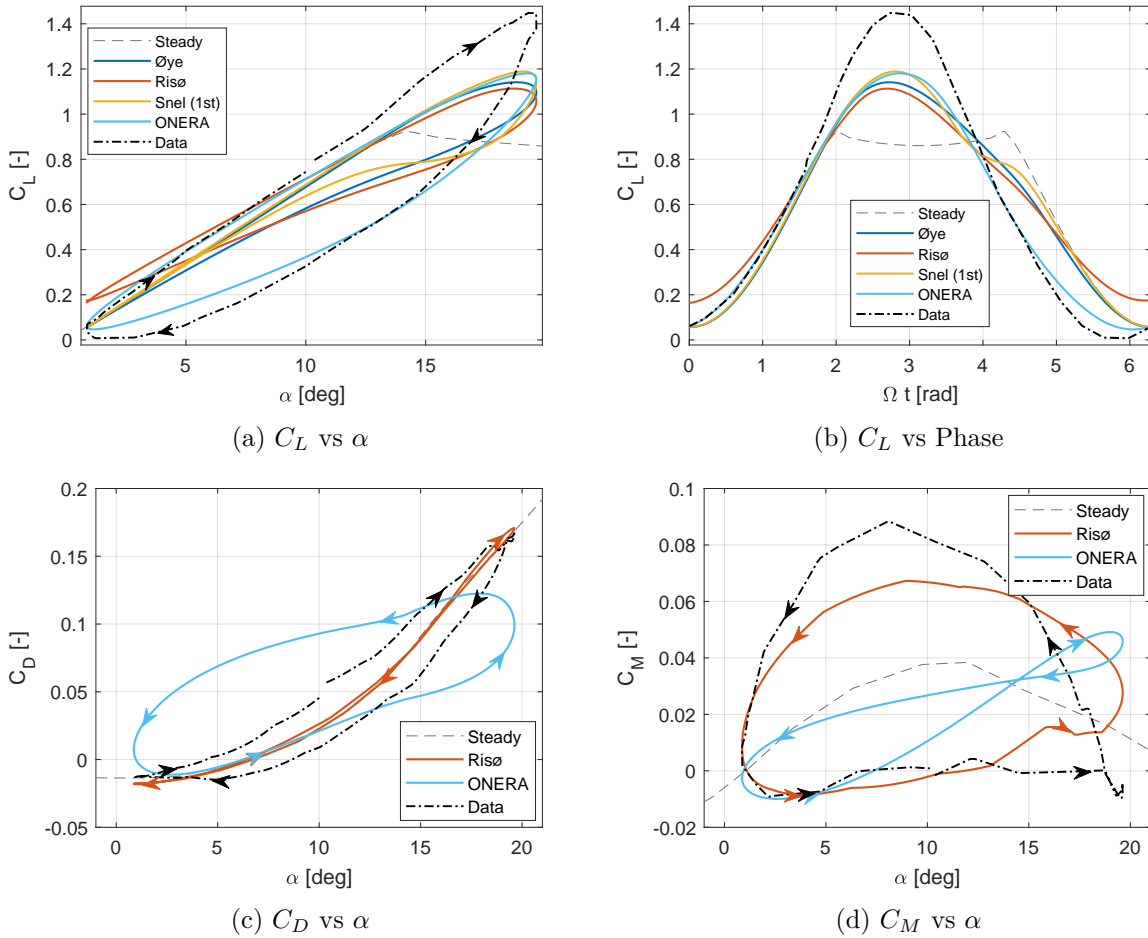 1.4
1.2
1
0.8
0.6
0.4
0.2
0
C_L [-]
5
10
15
α [deg]
Steady
Øye
Risø
Snel (1st)
ONERA
Data
(a) C_L vs α
1.4
1.2
1
0.8
0.6
0.4
0.2
0
C_L [-]
0
1
2
3
4
5
6
Ω t [rad]
Steady
Øye
Risø
Snel (1st)
ONERA
Data
(b) C_L vs Phase
0.2
0.15
0.1
0.05
0
-0.05
C_D [-]
0
5
10
15
20
α [deg]
Steady
Risø
ONERA
Data
(c) C_D vs α
0.1
0.08
0.06
0.04
0.02
0
-0.02
C_M [-]
0
5
10
15
20
α [deg]
Steady
Risø
ONERA
Data
(d) C_M vs α